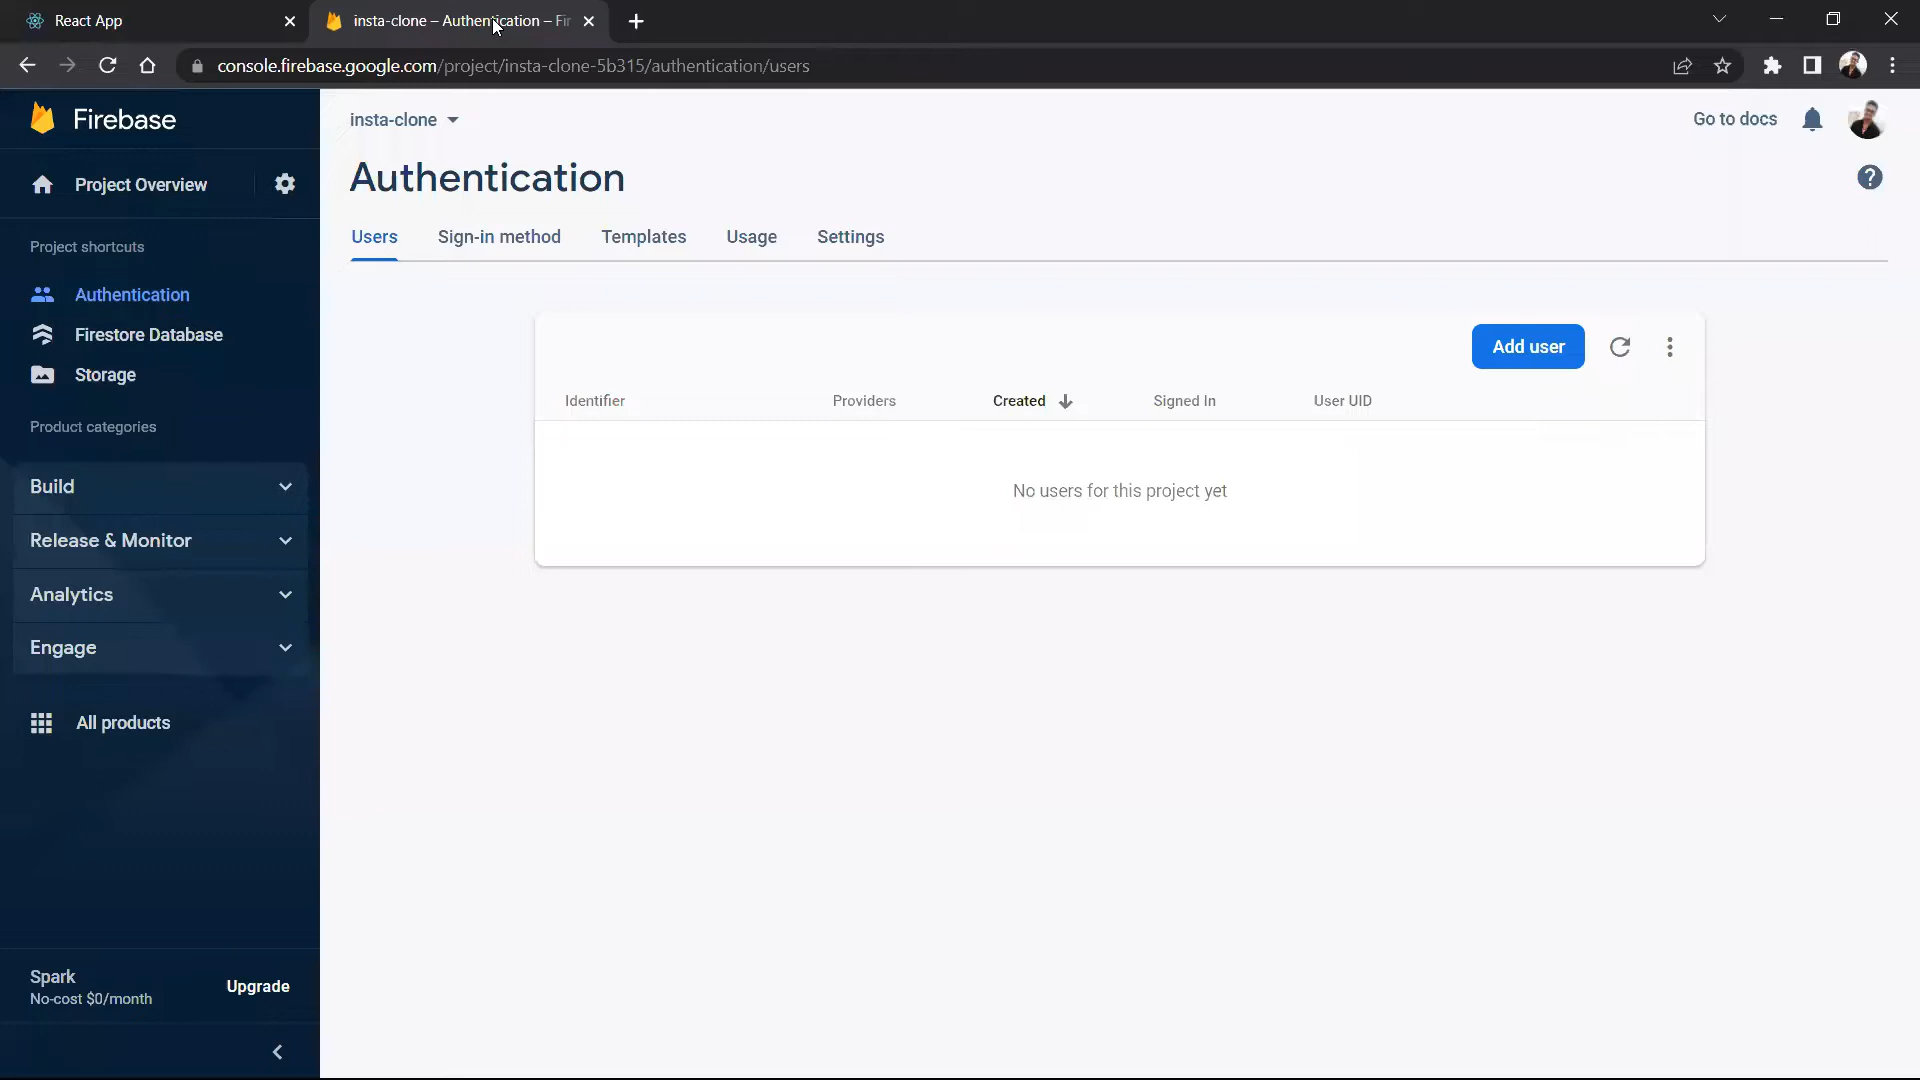 React App
insta-clone – Authentication – Fir
console.firebase.google.com/project/insta-clone-5b315/authentication/users
Firebase
insta-clone
Go to docs
Authentication
Project Overview
Users
Sign-in method
Templates
Usage
Settings
Project shortcuts
Authentication
Firestore Database
Storage
Add user
Identifier
Providers
Created
Signed In
User UID
Product categories
No users for this project yet
Build
Release & Monitor
Analytics
Engage
All products
Spark
No-cost $0/month
Upgrade